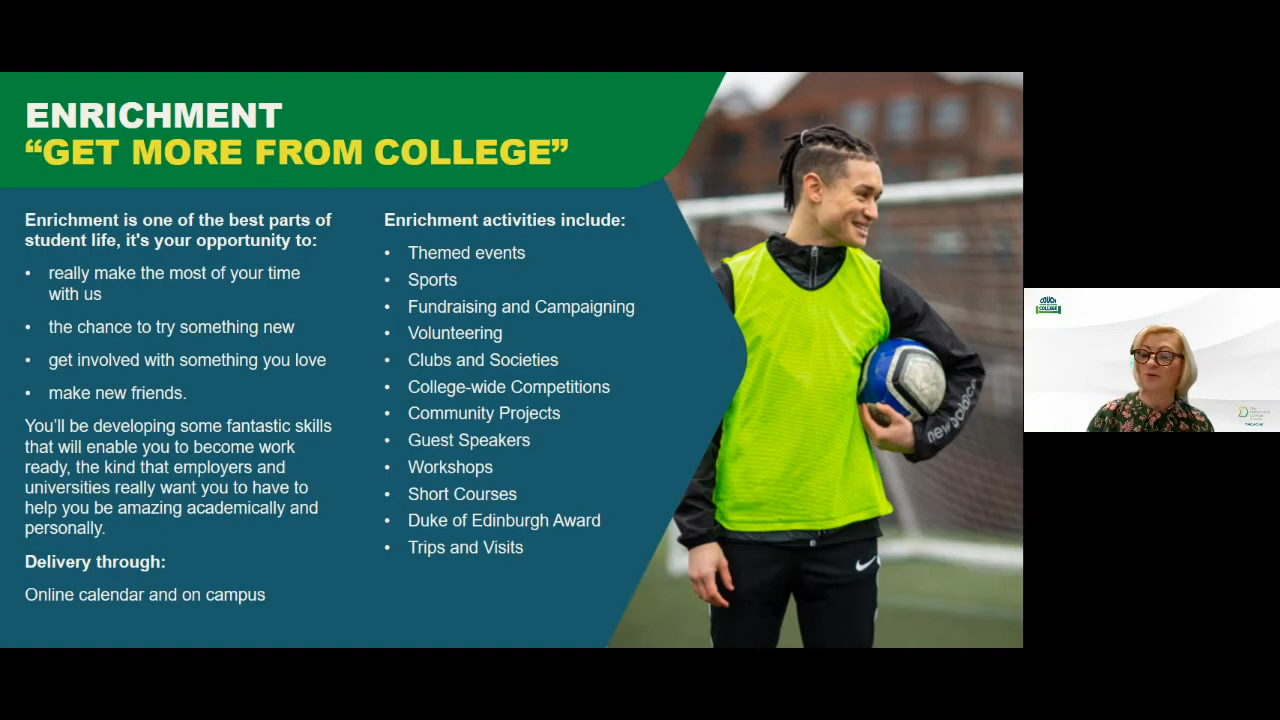 ENRICHMENT
“GET MORE FROM COLLEGE”
Enrichment is one of the best parts of
student life, it's your opportunity to:
• really make the most of your time
with us
• the chance to try something new
• get involved with something you love
• make new friends.
You’ll be developing some fantastic skills
that will enable you to become work
ready, the kind that employers and
universities really want you to have to
help you be amazing academically and
personally.
Delivery through:
Online calendar and on campus
Enrichment activities include:
• Themed events
• Sports
• Fundraising and Campaigning
• Volunteering
• Clubs and Societies
• College-wide Competitions
• Community Projects
• Guest Speakers
• Workshops
• Short Courses
• Duke of Edinburgh Award
• Trips and Visits
new balance
COUCH
COLLEGE